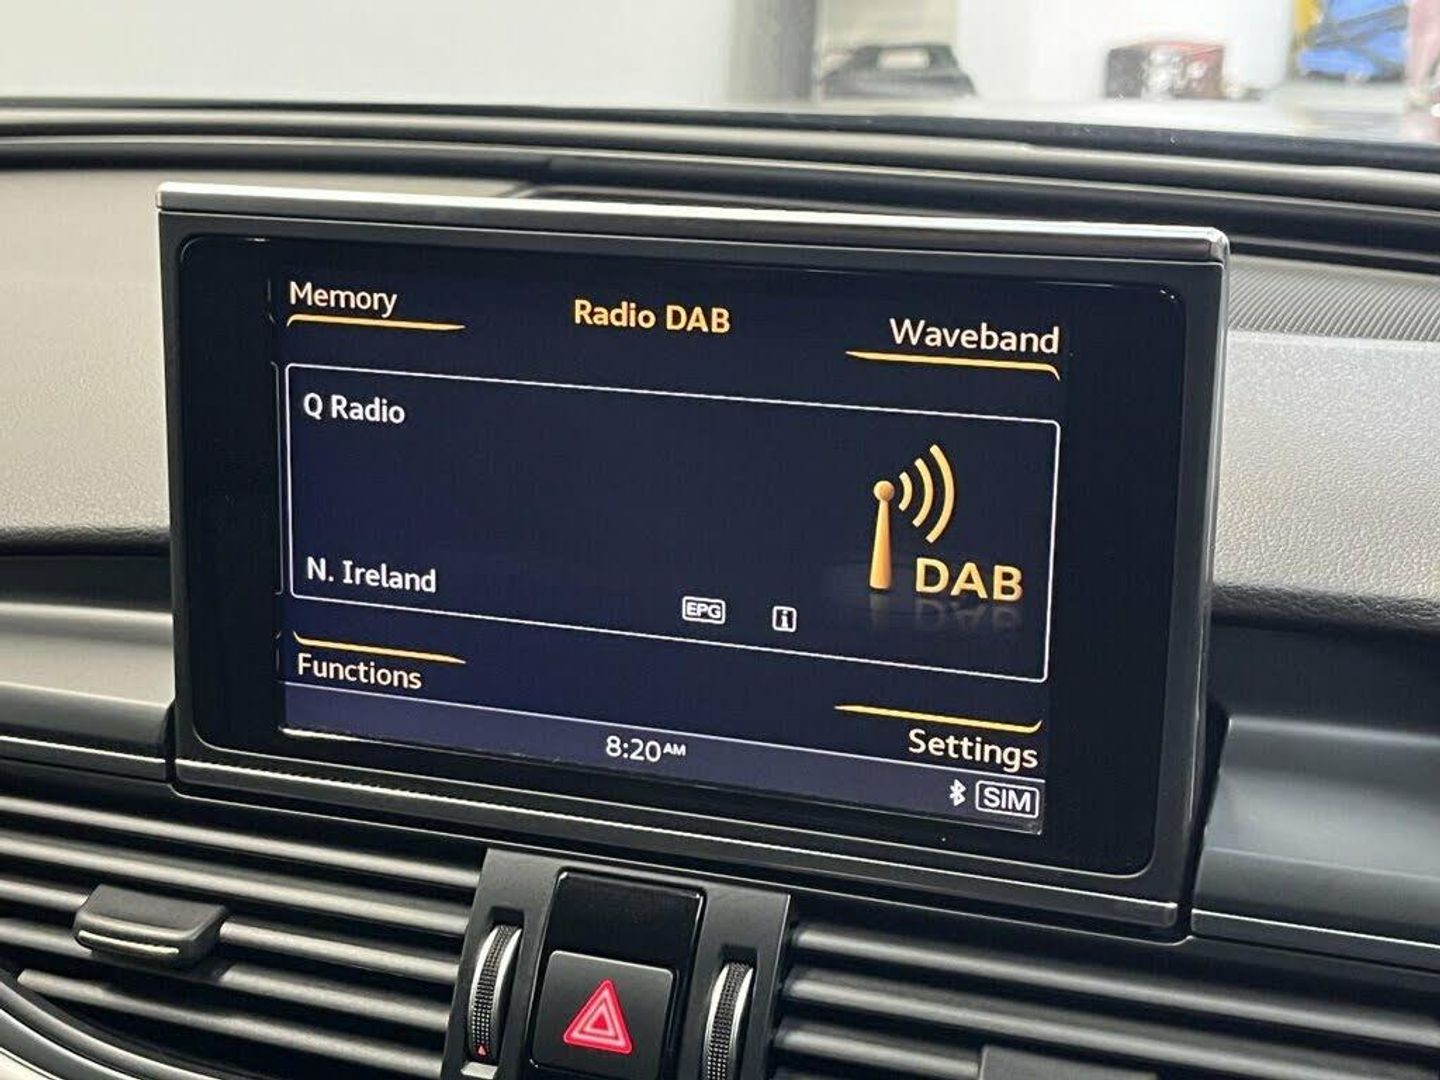 Memory
Radio DAB
Waveband
Q Radio
DAB
N. Ireland
EPG
i
Functions
Settings
8:20AM
SIM